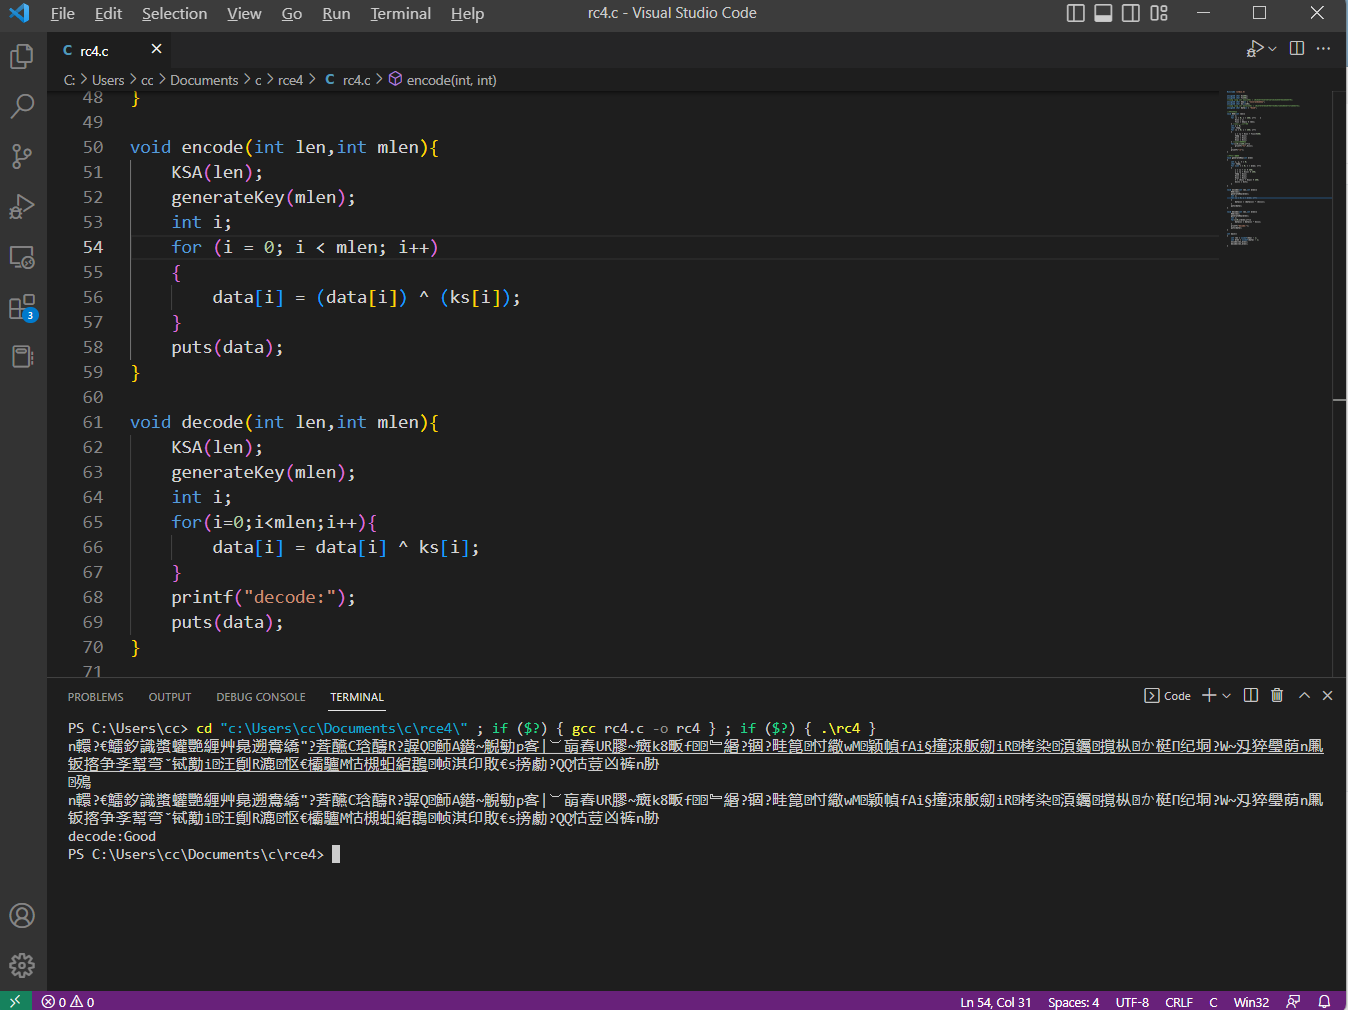 File Edit Selection View Go Run Terminal Help rc4.c - Visual Studio Code
C rc4.c
C: > Users > cc > Documents > c > rce4 > C rc4.c > encode(int, int)
48 }
49
50 void encode(int len,int mlen){
51 KSA(len);
52 generateKey(mlen);
53 int i;
54 for (i = 0; i < mlen; i++)
55 {
56 data[i] = (data[i]) ^ (ks[i]);
57 }
58 puts(data);
59 }
60
61 void decode(int len,int mlen){
62 KSA(len);
63 generateKey(mlen);
64 int i;
65 for(i=0;i<mlen;i++){
66 data[i] = data[i] ^ ks[i];
67 }
68 printf("decode:");
69 puts(data);
70 }
71
3
PROBLEMS OUTPUT DEBUG CONSOLE TERMINAL Code
PS C:\Users\cc> cd "c:\Users\cc\Documents\c\rce4\" ; if ($?) { gcc rc4.c -o rc4 } ; if ($?) { .\rc4 }
decode:Good
PS C:\Users\cc\Documents\c\rce4>
0 0 Ln 54, Col 31 Spaces: 4 UTF-8 CRLF C Win32